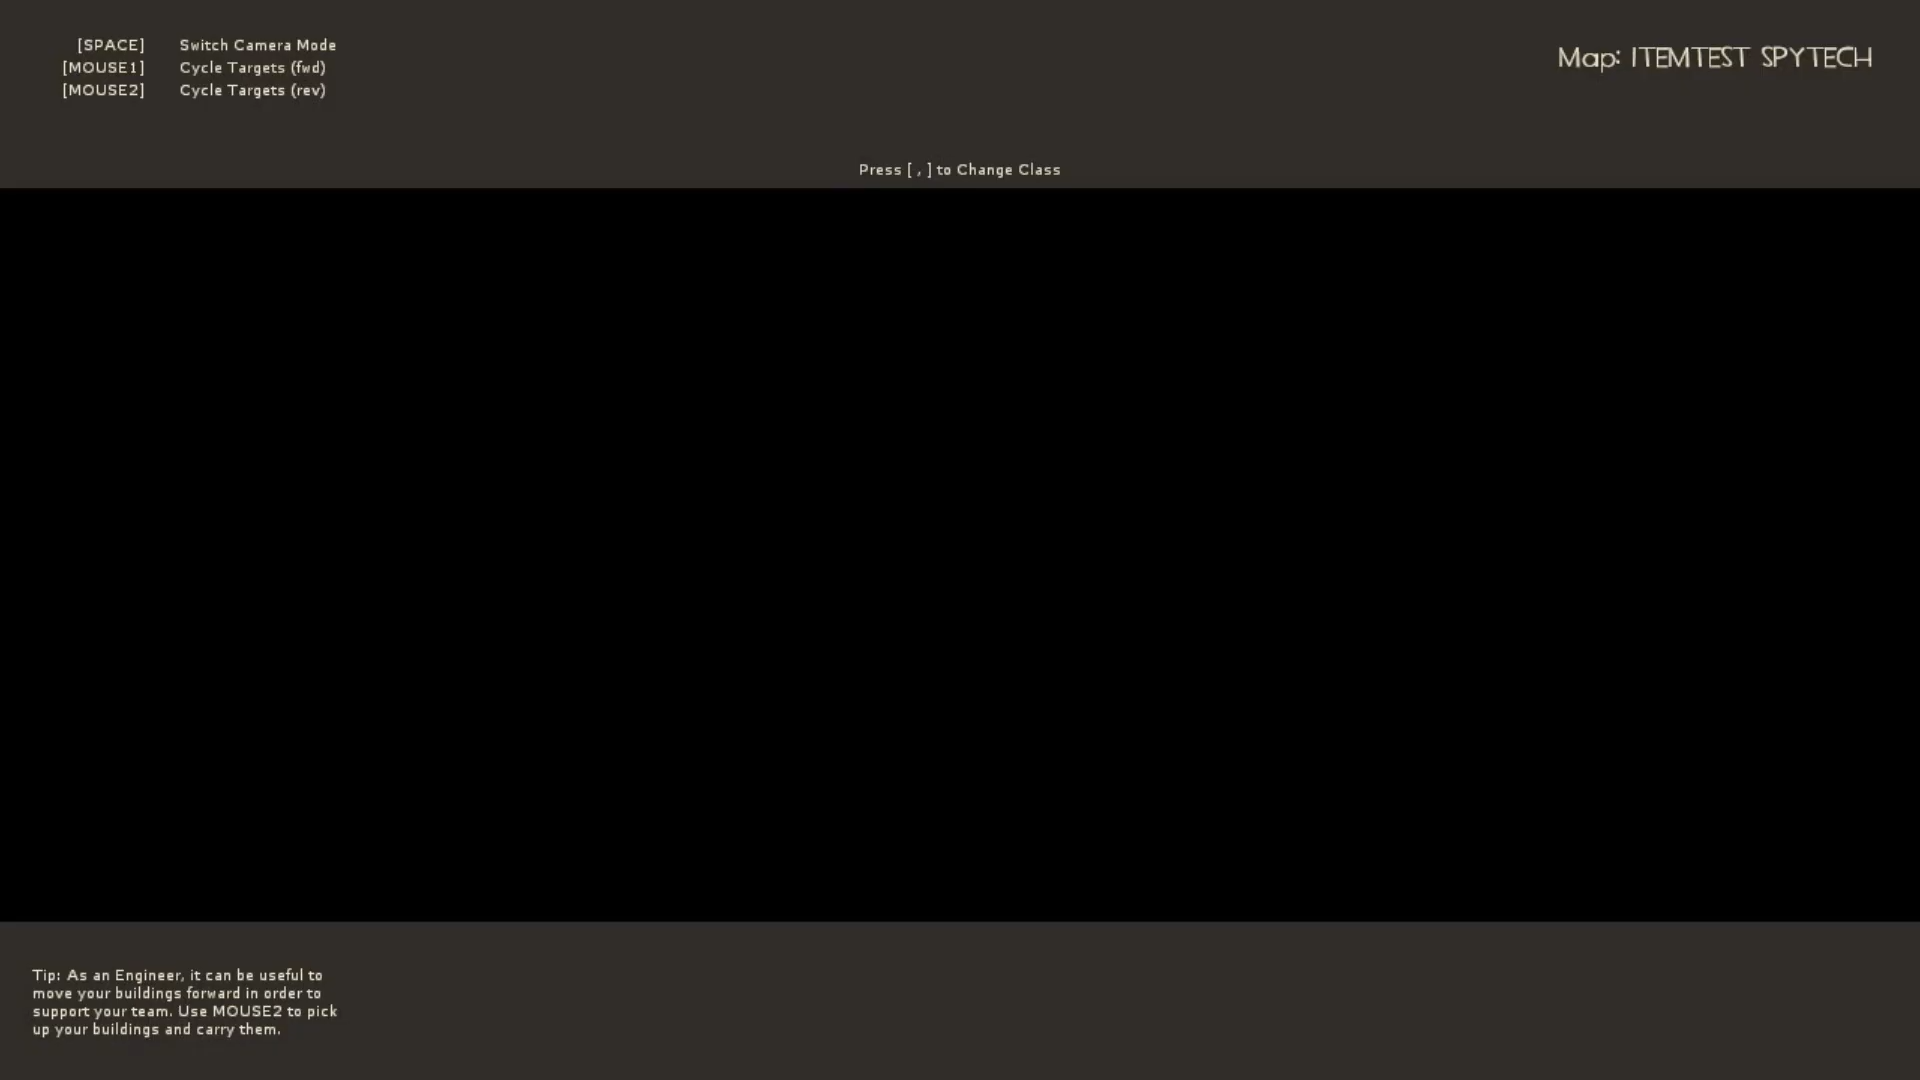 [SPACE] Switch Camera Mode
[MOUSE1] Cycle Targets (fwd)
[MOUSE2] Cycle Targets (rev)
Map: ITEMTEST SPYTECH
Press [ , ] to Change Class
Tip: As an Engineer, it can be useful to
move your buildings forward in order to
support your team. Use MOUSE2 to pick
up your buildings and carry them.